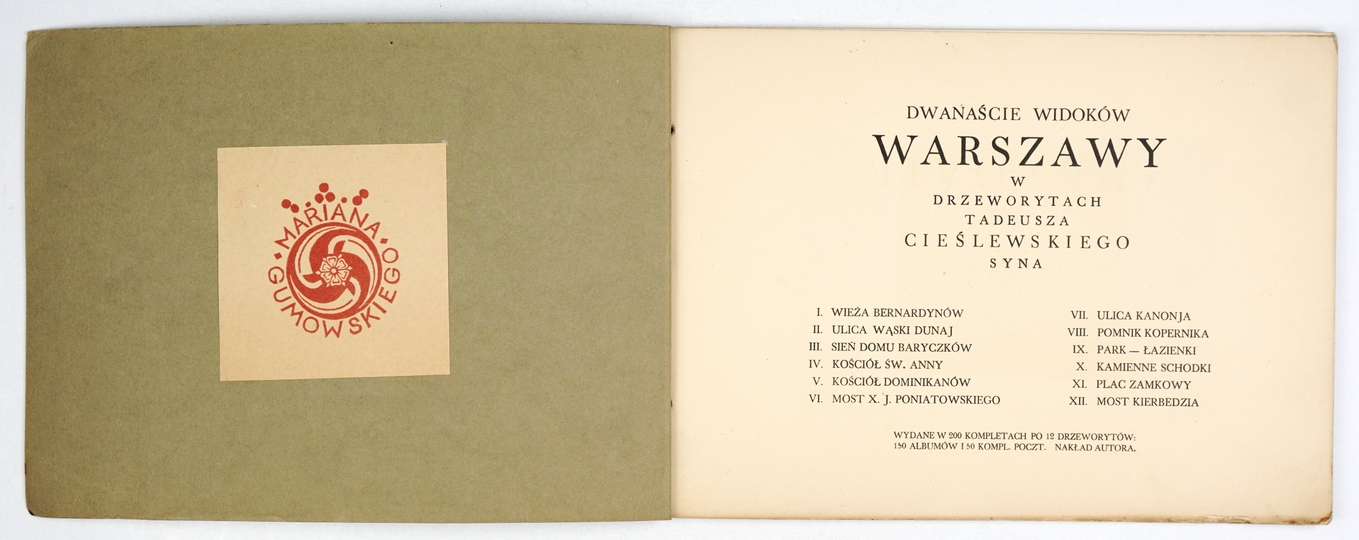 MARIANA
GUMOWSKIEGO
DWANAŚCIE WIDOKÓW
WARSZAWY
W
DRZEWORYTACH
TADEUSZA
CIEŚLEWSKIEGO
SYNA
I. WIEŻA BERNARDYNÓW
II. ULICA WĄSKI DUNAJ
III. SIEŃ DOMU BARYCZKÓW
IV. KOŚCIÓŁ ŚW. ANNY
V. KOŚCIÓŁ DOMINIKANÓW
VI. MOST X. J. PONIATOWSKIEGO
VII. ULICA KANONJA
VIII. POMNIK KOPERNIKA
IX. PARK — ŁAZIENKI
X. KAMIENNE SCHODKI
XI. PLAC ZAMKOWY
XII. MOST KIERBEDZIA
WYDANE W 200 KOMPLETACH PO 12 DRZEWORYTÓW:
150 ALBUMÓW I 50 KOMPL. POCZT. NAKŁAD AUTORA.